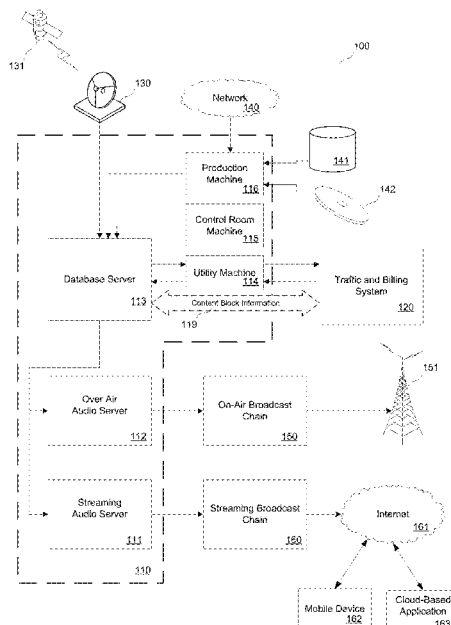 100
131
130
Network
140
141
Production
Machine
116
142
Control Room
Machine
115
Database Server
113
Utility Machine
114
Traffic and Billing
System
120
Content Block Information
119
151
Over Air
Audio Server
112
On-Air Broadcast
Chain
150
Streaming
Audio Server
111
Streaming Broadcast
Chain
160
Internet
161
110
Mobile Device
162
Cloud-Based
Application
163